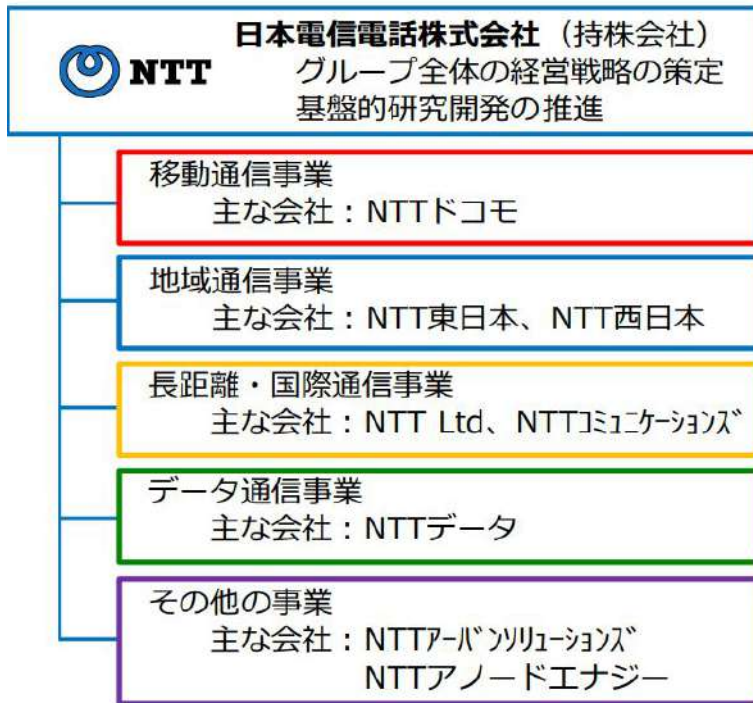 日本電信電話株式会社（持株会社）
NTT
グループ全体の経営戦略の策定
基盤的研究開発の推進
移動通信事業
主な会社：NTTドコモ
地域通信事業
主な会社：NTT東日本、NTT西日本
長距離・国際通信事業
主な会社：NTT Ltd、NTTｺﾐｭﾆｹｰｼｮﾝｽﾞ
データ通信事業
主な会社：NTTデータ
その他の事業
主な会社：NTTｱｰﾊﾞﾝｿﾘｭｰｼｮﾝｽﾞ
NTTアノードエナジー